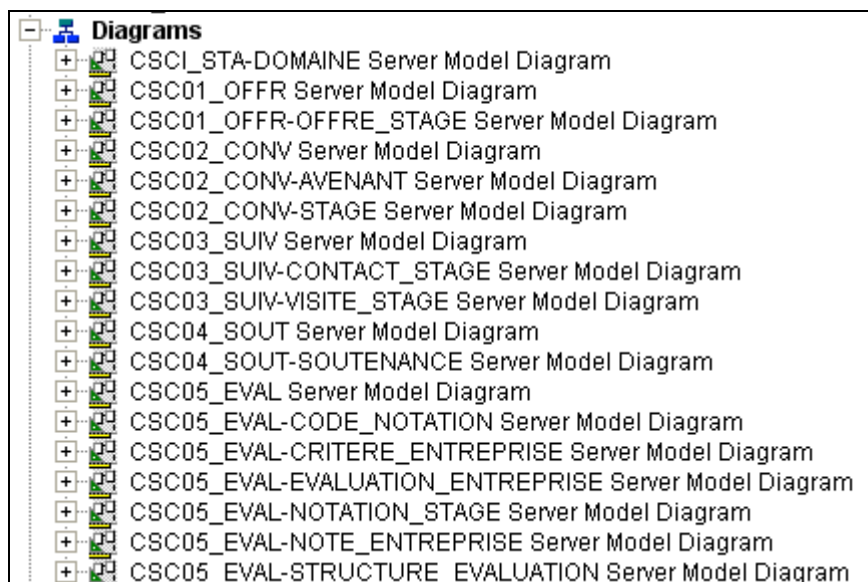 Diagrams
CSCI_STA-DOMAINE Server Model Diagram
CSC01_OFFR Server Model Diagram
CSC01_OFFR-OFFRE_STAGE Server Model Diagram
CSC02_CONV Server Model Diagram
CSC02_CONV-AVENANT Server Model Diagram
CSC02_CONV-STAGE Server Model Diagram
CSC03_SUIV Server Model Diagram
CSC03_SUIV-CONTACT_STAGE Server Model Diagram
CSC03_SUIV-VISITE_STAGE Server Model Diagram
CSC04_SOUT Server Model Diagram
CSC04_SOUT-SOUTENANCE Server Model Diagram
CSC05_EVAL Server Model Diagram
CSC05_EVAL-CODE_NOTATION Server Model Diagram
CSC05_EVAL-CRITERE_ENTREPRISE Server Model Diagram
CSC05_EVAL-EVALUATION_ENTREPRISE Server Model Diagram
CSC05_EVAL-NOTATION_STAGE Server Model Diagram
CSC05_EVAL-NOTE_ENTREPRISE Server Model Diagram
CSC05_EVAL-STRUCTURE_EVALUATION Server Model Diagram